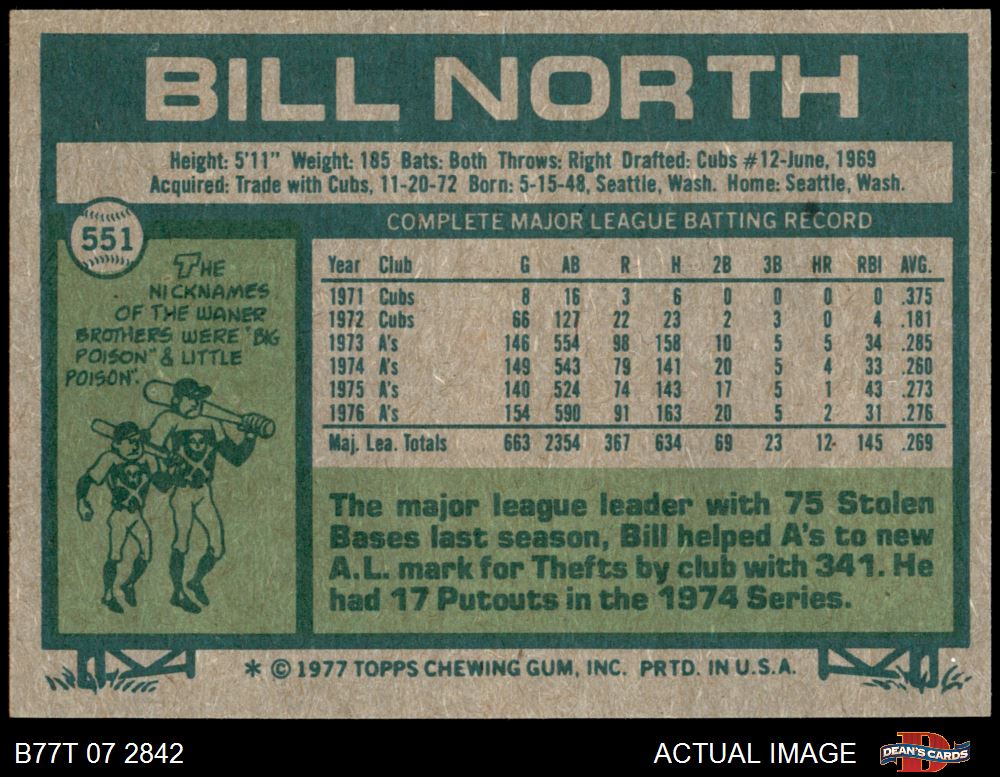 BILL NORTH
Height: 5'11" Weight: 185 Bats: Both Throws: Right Drafted: Cubs #12-June, 1969
Acquired: Trade with Cubs, 11-20-72 Born: 5-15-48, Seattle, Wash. Home: Seattle, Wash.
551
THE
NICKNAMES
OF THE WANER
BROTHERS WERE "BIG
POISON" & LITTLE
POISON".
COMPLETE MAJOR LEAGUE BATTING RECORD
Year Club G AB R H 2B 3B HR RBI AVG.
1971 Cubs 8 16 3 6 0 0 0 0 .375
1972 Cubs 66 127 22 23 2 3 0 4 .181
1973 A's 146 554 98 158 10 5 5 34 .285
1974 A's 149 543 79 141 20 5 4 33 .260
1975 A's 140 524 74 143 17 5 1 43 .273
1976 A's 154 590 91 163 20 5 2 31 .276
Maj. Lea. Totals 663 2354 367 634 69 23 12 145 .269
The major league leader with 75 Stolen
Bases last season, Bill helped A's to new
A.L. mark for Thefts by club with 341. He
had 17 Putouts in the 1974 Series.
* © 1977 TOPPS CHEWING GUM, INC. PRTD. IN U.S.A.
B77T 07 2842
ACTUAL IMAGE
D
DEAN'S CARDS